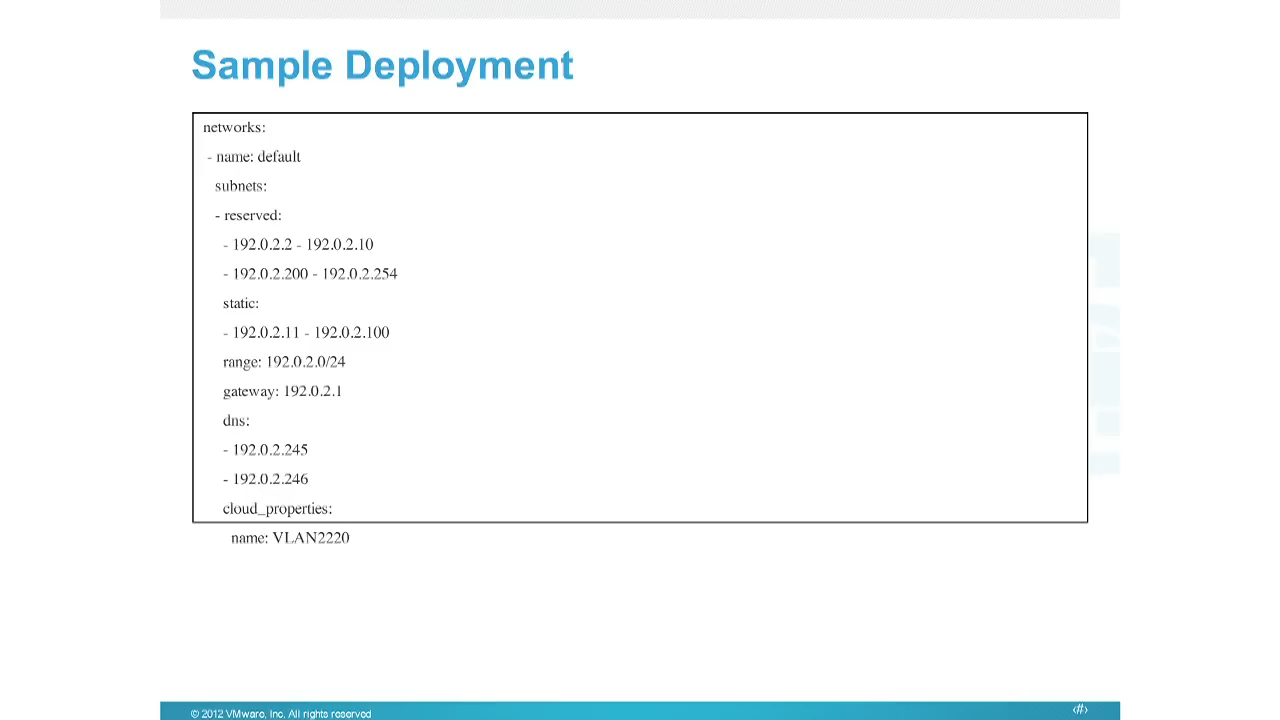 Sample Deployment
networks:
- name: default
subnets:
- reserved:
- 192.0.2.2 - 192.0.2.10
- 192.0.2.200 - 192.0.2.254
static:
- 192.0.2.11 - 192.0.2.100
range: 192.0.2.0/24
gateway: 192.0.2.1
dns:
- 192.0.2.245
- 192.0.2.246
cloud_properties:
name: VLAN2220
© 2012 VMware, Inc. All rights reserved
‹#›